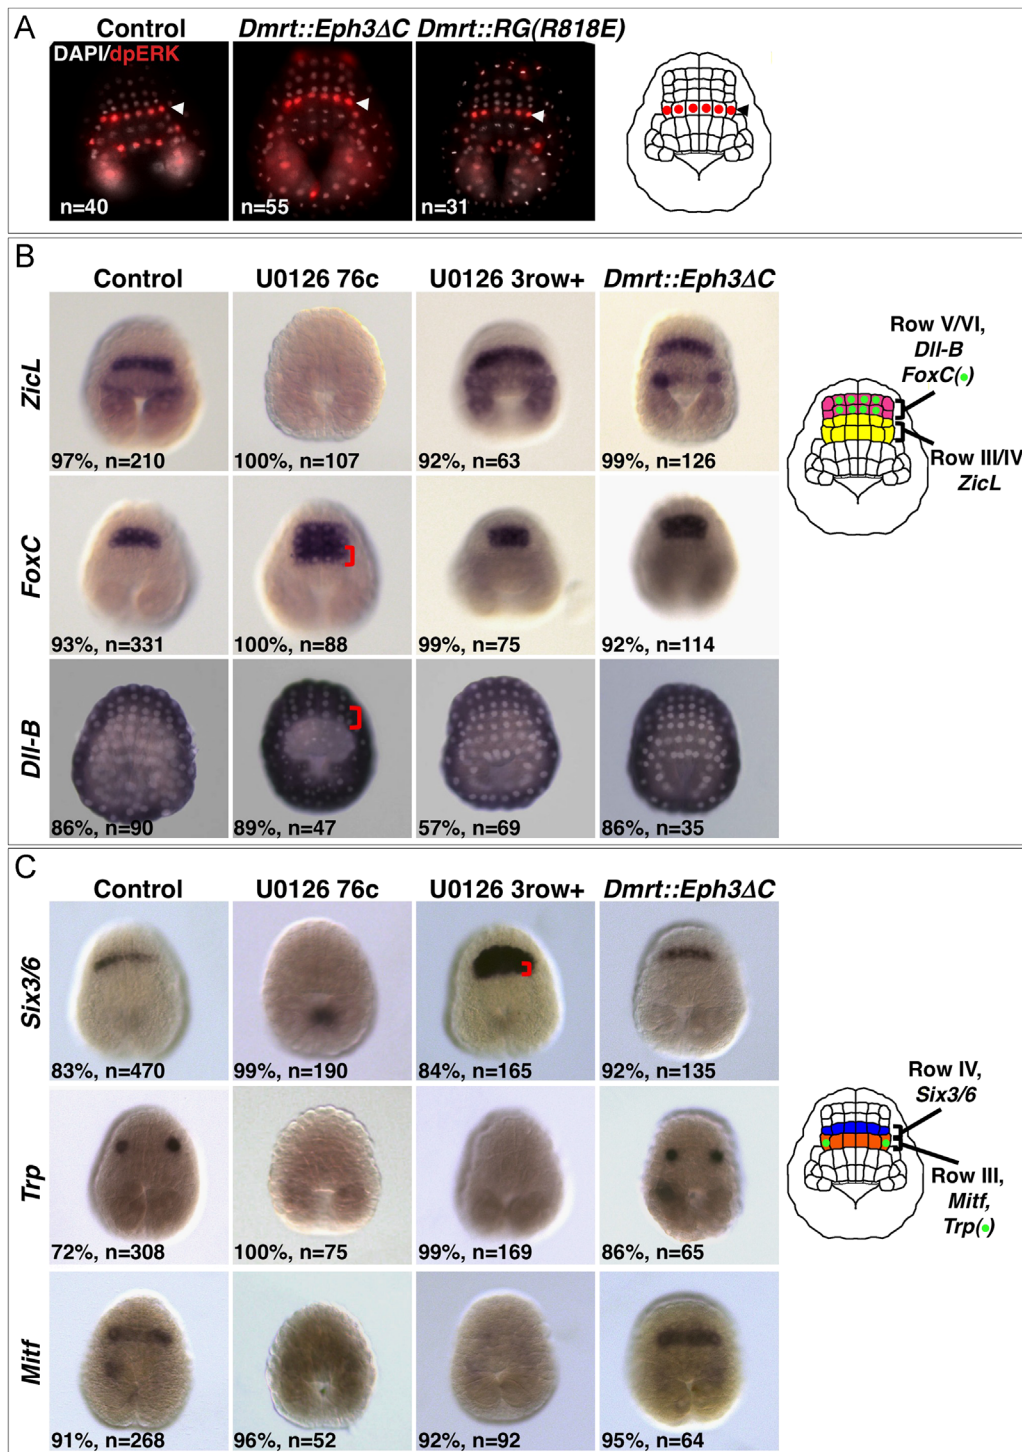 A
Control
Dmrt::Eph3ΔC
Dmrt::RG(R818E)
DAPI/dpERK
n=40
n=55
n=31
B
Control
U0126 76c
U0126 3row+
Dmrt::Eph3ΔC
ZicL
97%, n=210
100%, n=107
92%, n=63
99%, n=126
Row V/VI,
Dll-B
FoxC( )
Row III/IV
ZicL
FoxC
93%, n=331
100%, n=88
99%, n=75
92%, n=114
Dll-B
86%, n=90
89%, n=47
57%, n=69
86%, n=35
C
Control
U0126 76c
U0126 3row+
Dmrt::Eph3ΔC
Six3/6
83%, n=470
99%, n=190
84%, n=165
92%, n=135
Row IV,
Six3/6
Row III,
Mitf,
Trp( )
Trp
72%, n=308
100%, n=75
99%, n=169
86%, n=65
Mitf
91%, n=268
96%, n=52
92%, n=92
95%, n=64